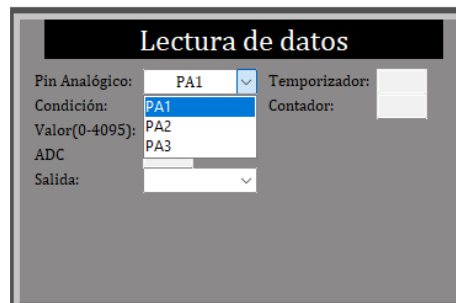 Lectura de datos
Pin Analógico: PA1 Temporizador:
Condición: PA1 Contador:
Valor(0-4095): PA2
ADC PA3
Salida: